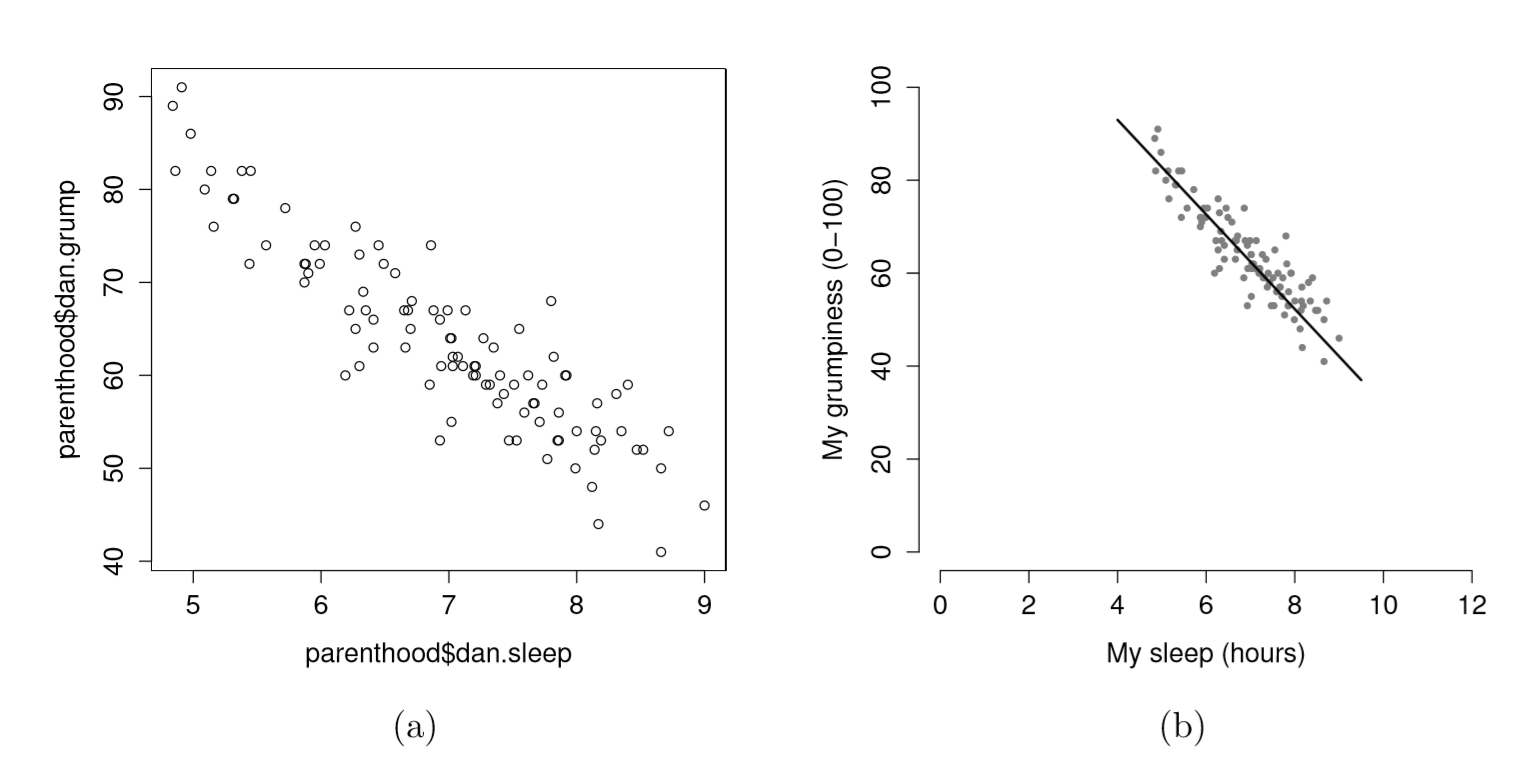 90
80
70
60
50
40
parenthood$dan.grump
5 6 7 8 9
parenthood$dan.sleep
(a)
100
80
60
40
20
0
My grumpiness (0−100)
0 2 4 6 8 10 12
My sleep (hours)
(b)